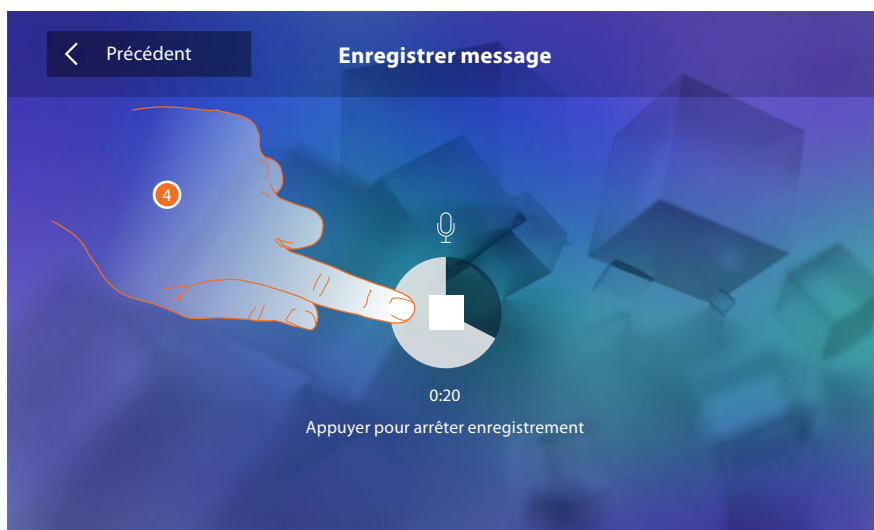 Précédent
Enregistrer message
4
0:20
Appuyer pour arrêter enregistrement